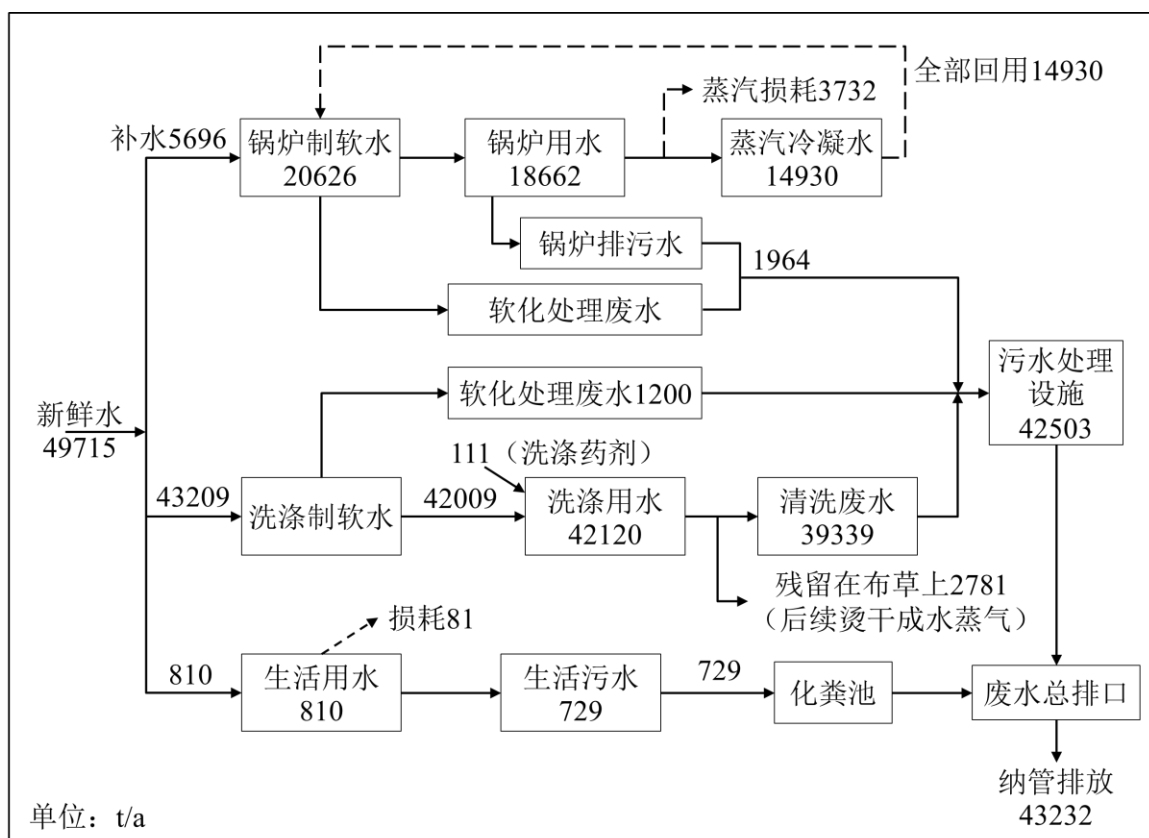 全部回用14930
蒸汽损耗3732
补水5696
锅炉制软水
20626
锅炉用水
18662
蒸汽冷凝水
14930
锅炉排污水
1964
软化处理废水
污水处理
设施
42503
软化处理废水1200
新鲜水
49715
111（洗涤药剂）
43209
洗涤制软水
42009
洗涤用水
42120
清洗废水
39339
残留在布草上2781
（后续烫干成水蒸气）
损耗81
810
生活用水
810
生活污水
729
729
化粪池
废水总排口
纳管排放
43232
单位：t/a